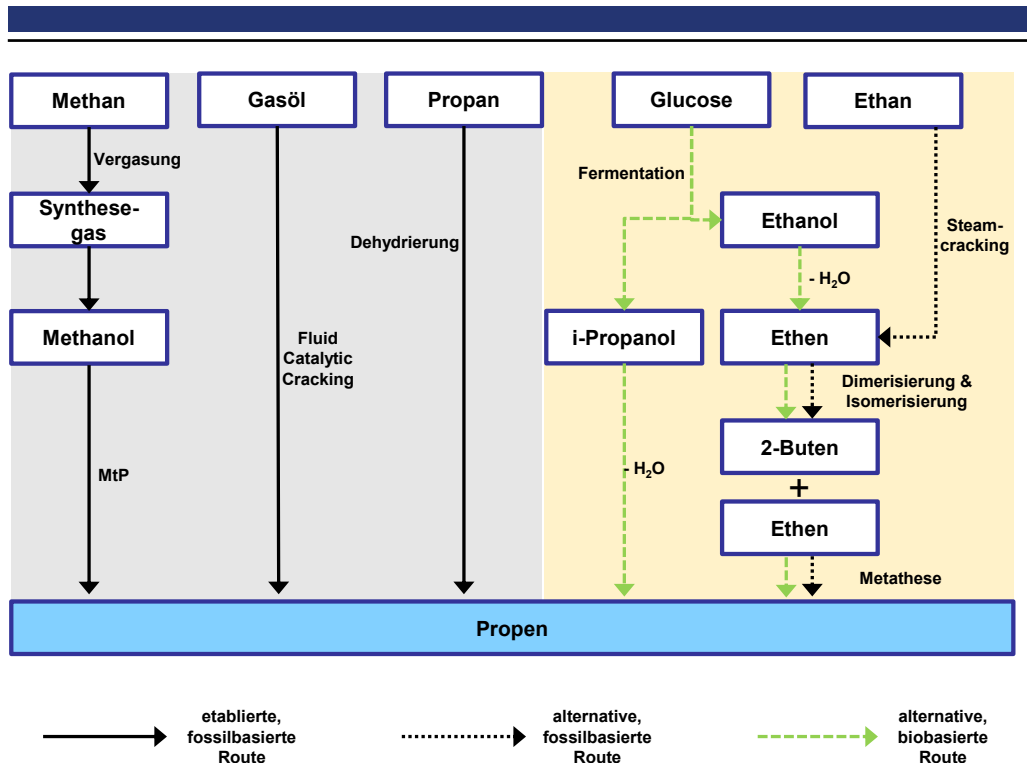 Methan
Gasöl
Propan
Glucose
Ethan
Vergasung
Fermentation
Synthese-
gas
Ethanol
Dehydrierung
Steam-
cracking
- H₂O
Methanol
i-Propanol
Ethen
Fluid
Catalytic
Cracking
Dimerisierung &
Isomerisierung
2-Buten
MtP
- H₂O
+
Ethen
Metathese
Propen
etablierte,
fossilbasierte
Route
alternative,
fossilbasierte
Route
alternative,
biobasierte
Route